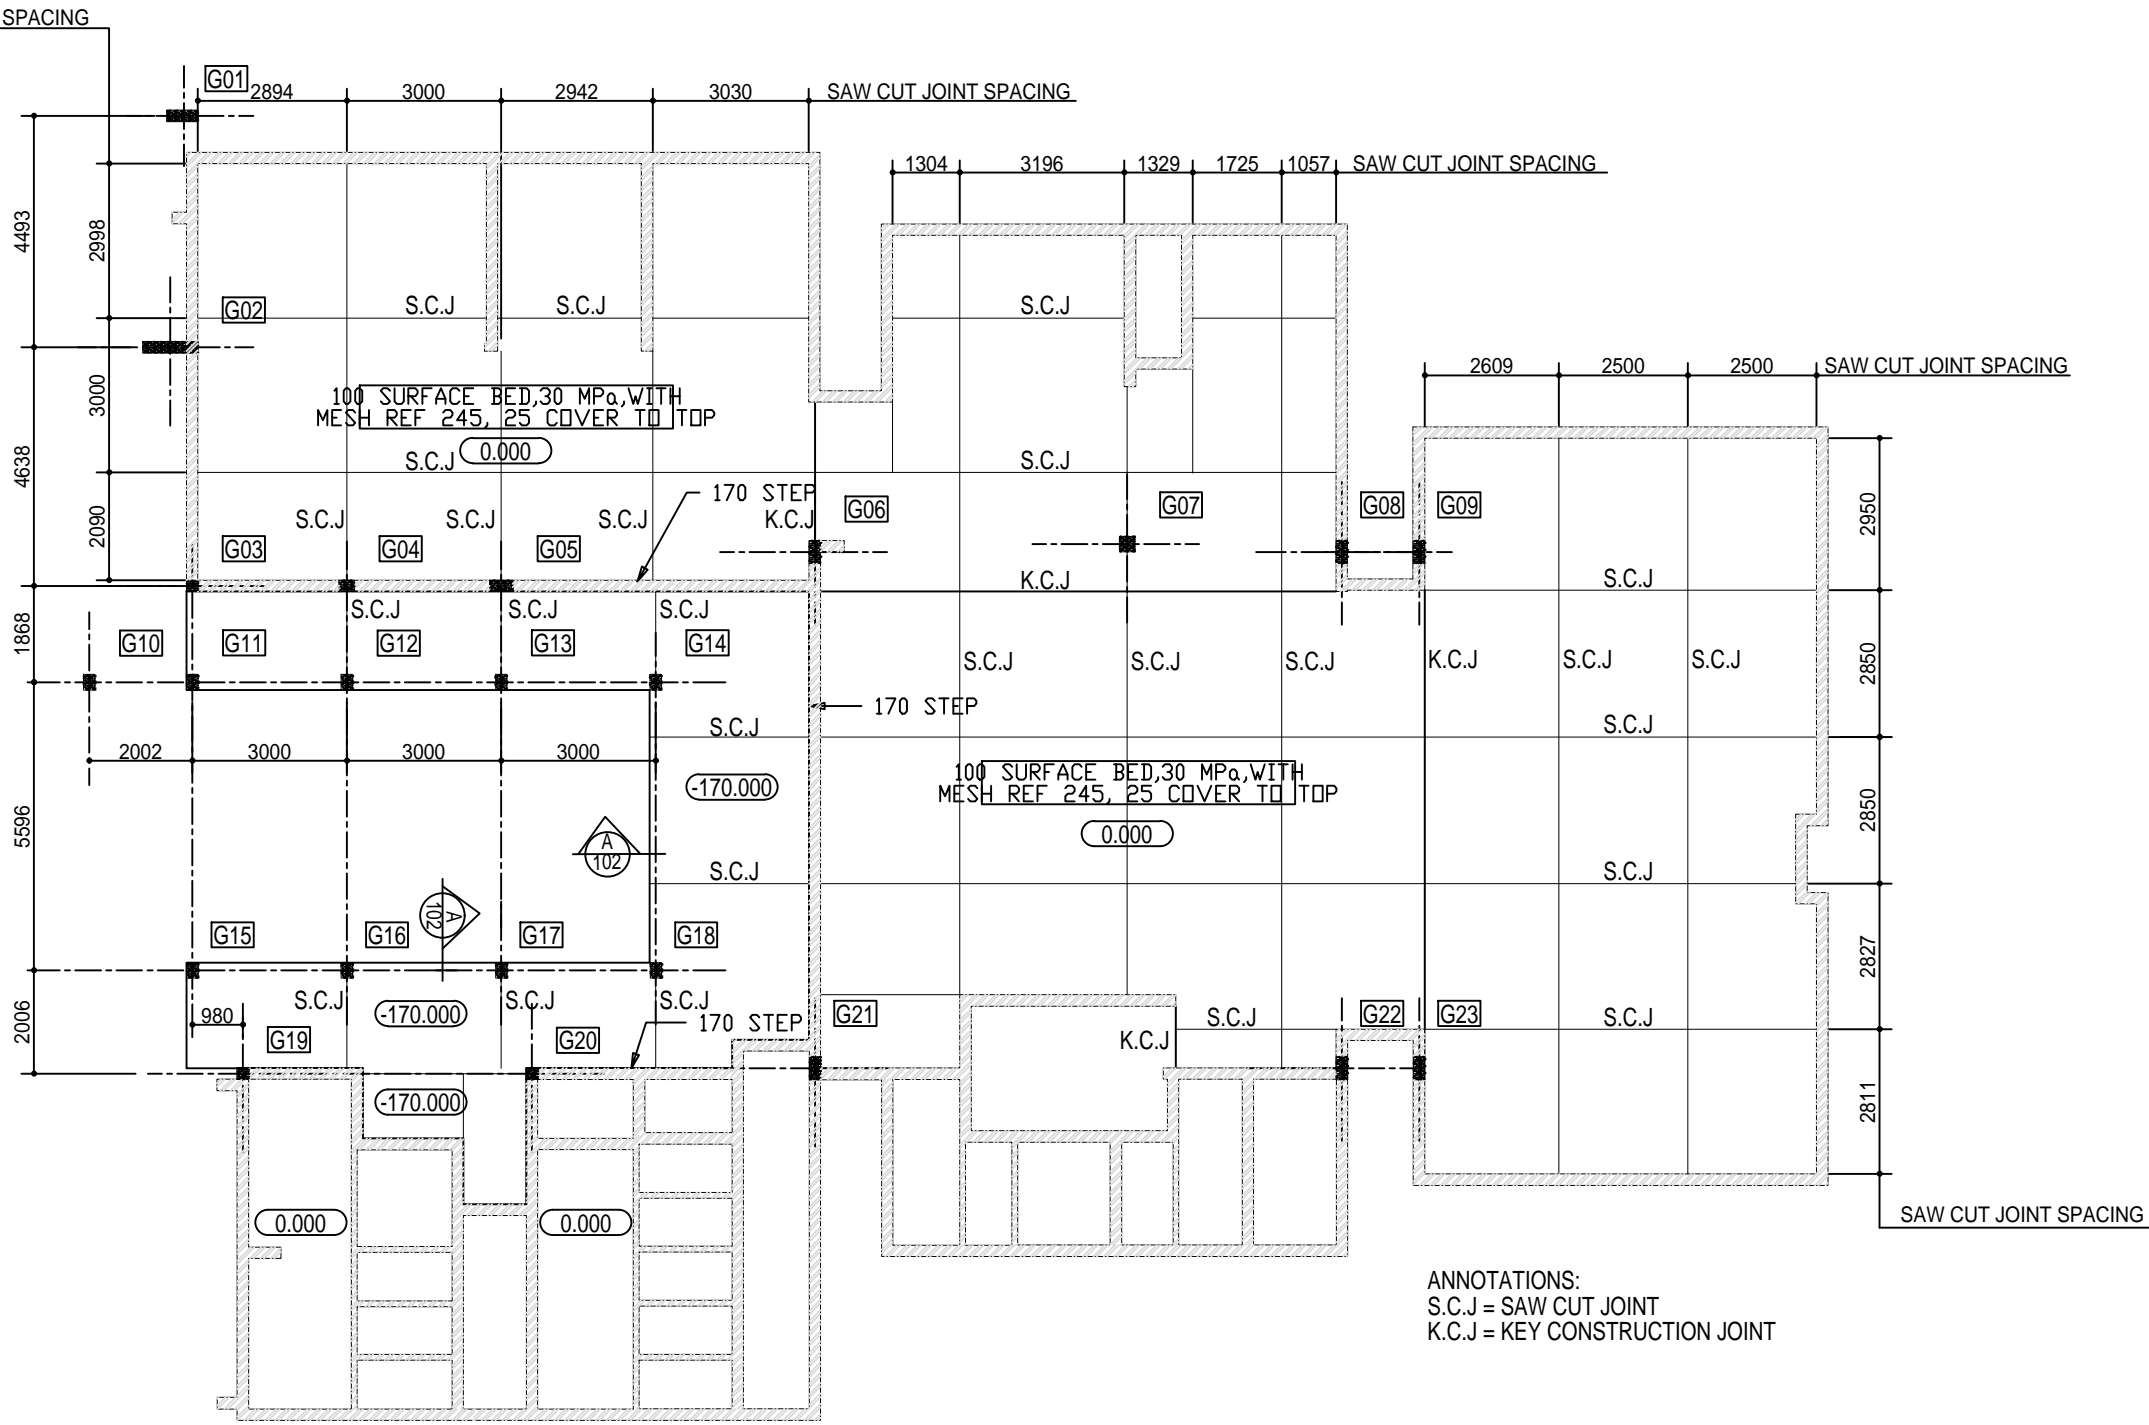 SPACING
G01
2894
3000
2942
3030
SAW CUT JOINT SPACING
1304
3196
1329
1725
1057
SAW CUT JOINT SPACING
4493
2998
G02
S.C.J
S.C.J
S.C.J
2609
2500
2500
SAW CUT JOINT SPACING
3000
100 SURFACE BED,30 MPa,WITH
MESH REF 245, 25 COVER TO TOP
0.000
S.C.J
S.C.J
4638
170 STEP
G06
G07
G08
G09
2950
2090
S.C.J
S.C.J
S.C.J
K.C.J
G03
G04
G05
K.C.J
S.C.J
1868
S.C.J
S.C.J
S.C.J
G10
G11
G12
G13
G14
S.C.J
S.C.J
S.C.J
K.C.J
S.C.J
S.C.J
2850
170 STEP
S.C.J
S.C.J
2002
3000
3000
3000
-170.000
100 SURFACE BED,30 MPa,WITH
MESH REF 245, 25 COVER TO TOP
0.000
5596
2850
A
102
S.C.J
S.C.J
A
102
G15
G16
G17
G18
2827
2006
S.C.J
-170.000
S.C.J
S.C.J
980
170 STEP
G21
S.C.J
G22
G23
S.C.J
G19
G20
K.C.J
-170.000
2811
0.000
0.000
SAW CUT JOINT SPACING
ANNOTATIONS:
S.C.J = SAW CUT JOINT
K.C.J = KEY CONSTRUCTION JOINT